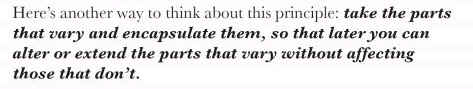 Here's another way to think about this principle: take the parts
that vary and encapsulate them, so that later you can
alter or extend the parts that vary without affecting
those that don't.